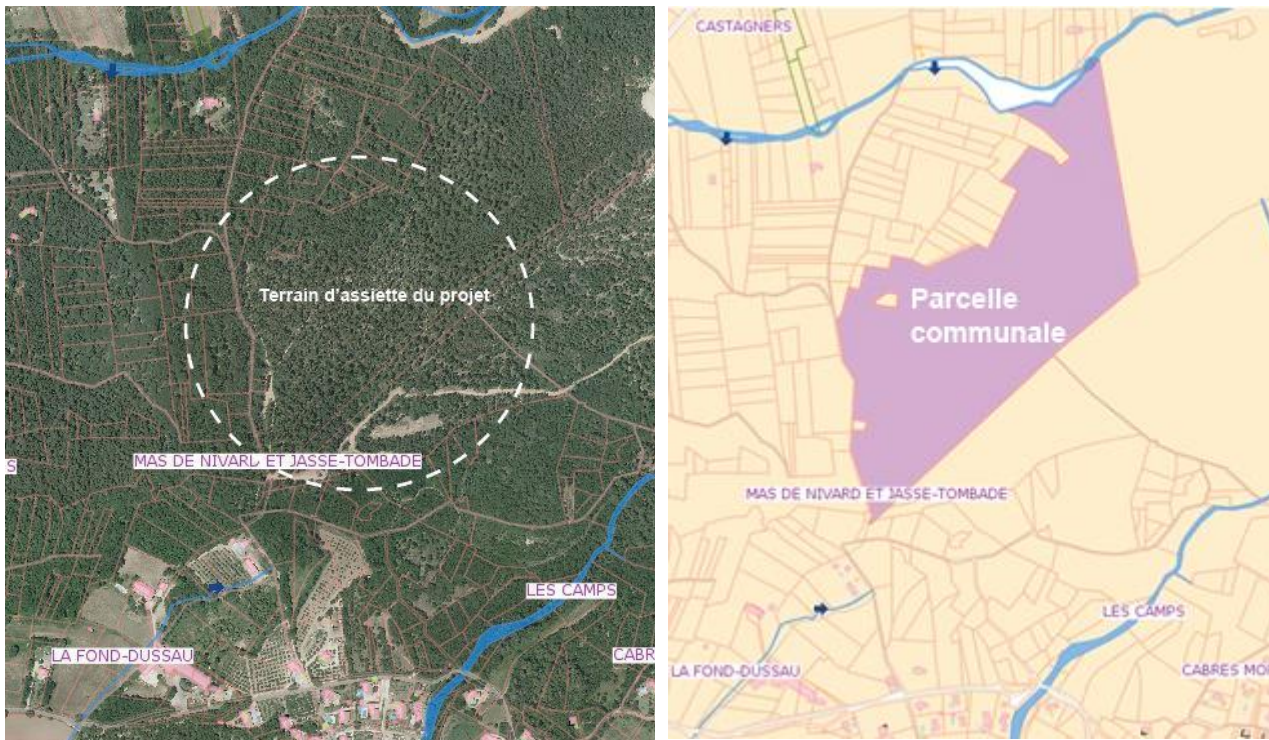 Terrain d'assiette du projet
MAS DE NIVARD ET JASSE-TOMBADE
S
LES CAMPS
LA FOND-DUSSAU
CABR
CASTAGNERS
Parcelle
communale
MAS DE NIVARD ET JASSE-TOMBADE
LES CAMPS
LA FOND-DUSSAU
CABRES MO